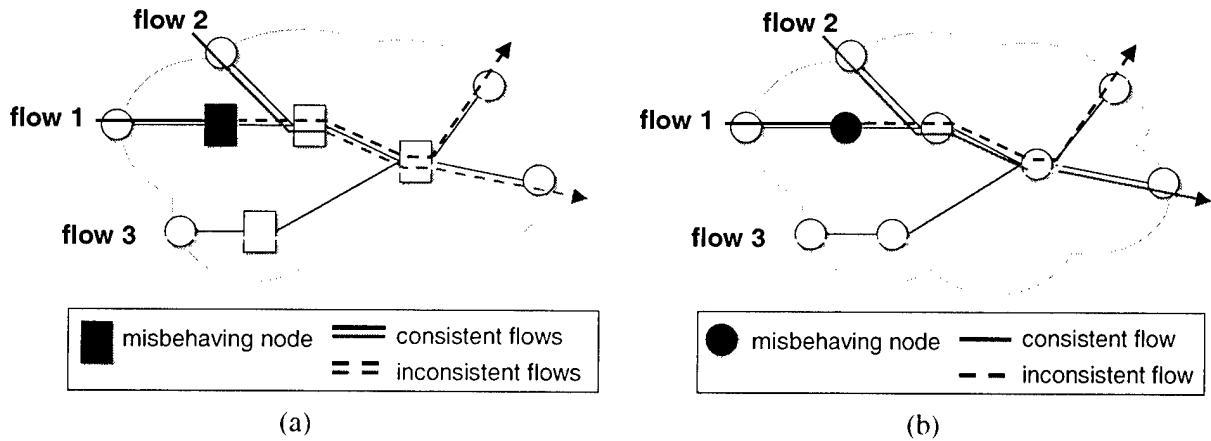 flow 2
flow 1
flow 3
misbehaving node
consistent flows
inconsistent flows
(a)
flow 2
flow 1
flow 3
misbehaving node
consistent flow
inconsistent flow
(b)